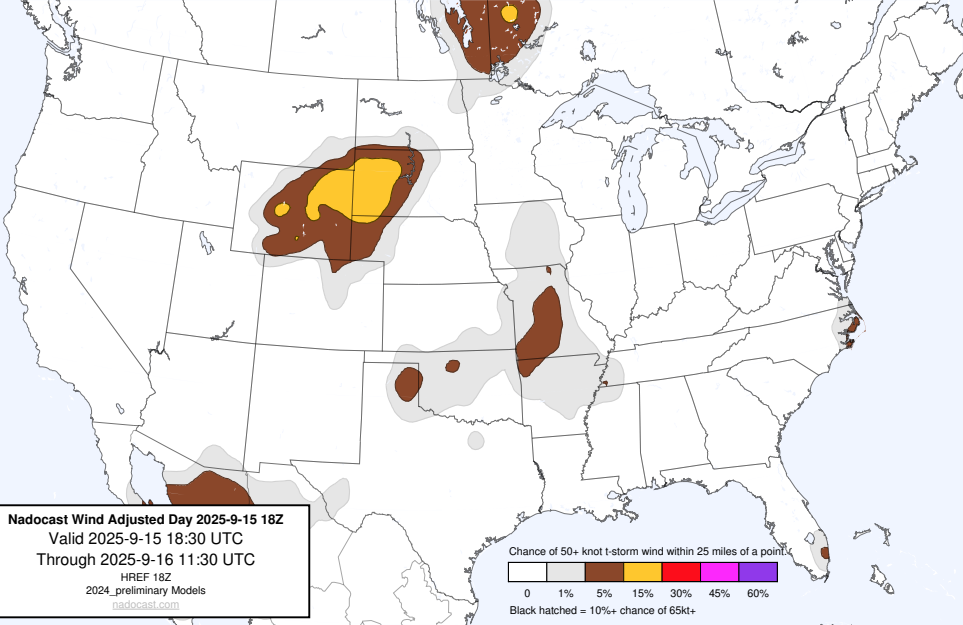 Nadocast Wind Adjusted Day 2025-9-15 18Z
Valid 2025-9-15 18:30 UTC
Through 2025-9-16 11:30 UTC
HREF 18Z
2024_preliminary Models
nadocast.com
Chance of 50+ knot t-storm wind within 25 miles of a point.
0 1% 5% 15% 30% 45% 60%
Black hatched = 10%+ chance of 65kt+